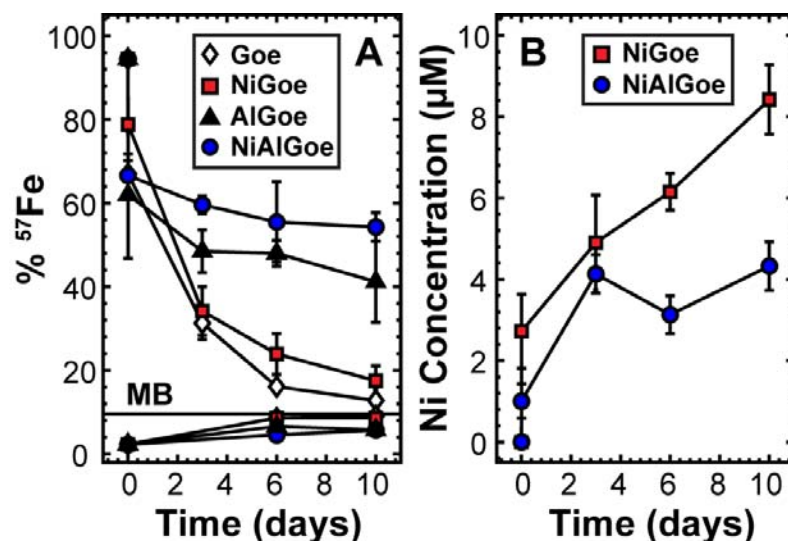 A
Goe
NiGoe
AlGoe
NiAlGoe
100
80
60
40
20
0
% ⁵⁷Fe
MB
0 2 4 6 8 10
Time (days)
B
NiGoe
NiAlGoe
10
8
6
4
2
0
Ni Concentration (µM)
0 2 4 6 8 10
Time (days)